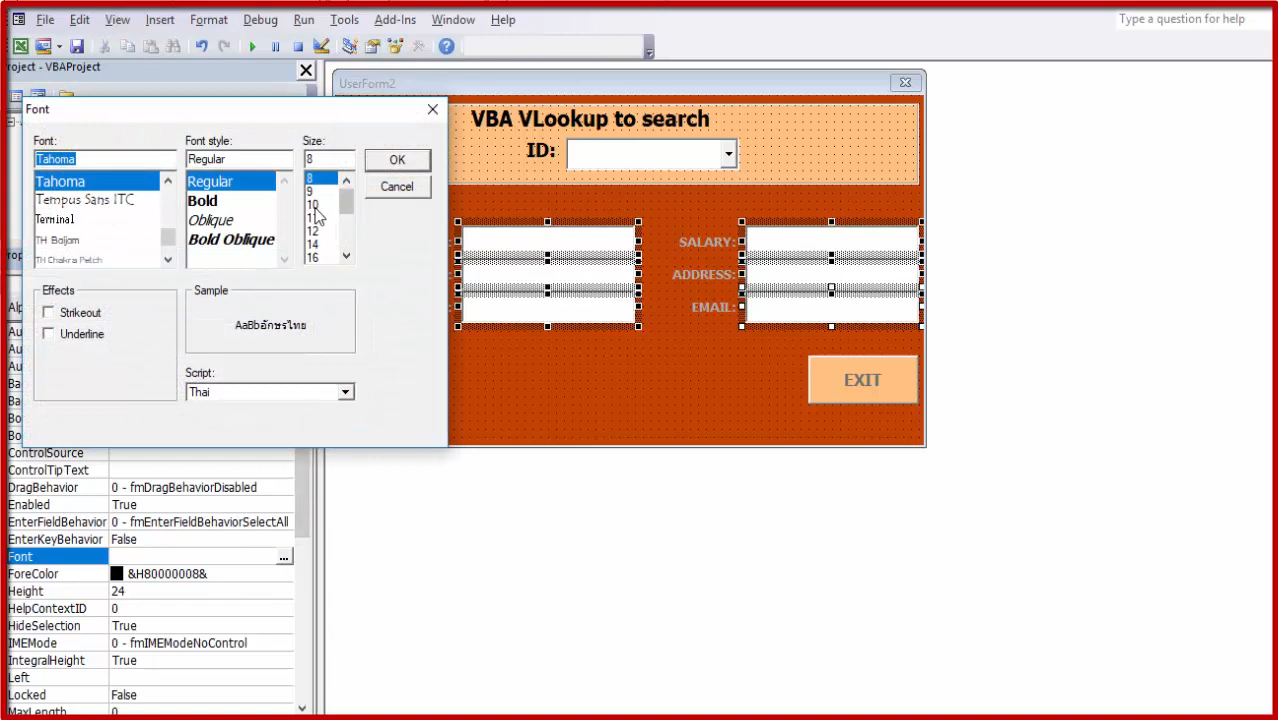 File Edit View Insert Format Debug Run Tools Add-Ins Window Help
Type a question for help
roject - VBAProject
UserForm2
Font
VBA VLookup to search
ID:
Font:
Font style:
Size:
Tahoma
Regular
8
OK
Cancel
Tahoma
Tempus Sans ITC
Terminal
TH Baijam
TH Chakra Petch
Regular
Bold
Oblique
Bold Oblique
8
9
10
12
14
16
SALARY:
ADDRESS:
EMAIL:
EXIT
Effects
Strikeout
Underline
Sample
AaBbอักษรไทย
Script:
Thai
ControlSource
ControlTipText
DragBehavior 0 - fmDragBehaviorDisabled
Enabled True
EnterFieldBehavior 0 - fmEnterFieldBehaviorSelectAll
EnterKeyBehavior False
Font ...
ForeColor &H80000008&
Height 24
HelpContextID 0
HideSelection True
IMEMode 0 - fmIMEModeNoControl
IntegralHeight True
Left
Locked False
MaxLength 0